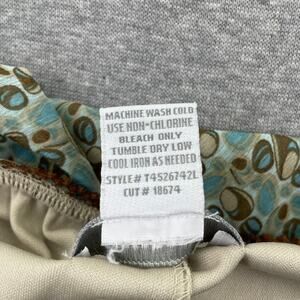 MACHINE WASH COLD
USE NON-CHLORINE
BLEACH ONLY
TUMBLE DRY LOW
COOL IRON AS NEEDED
STYLE# T4526742L
CUT # 18674